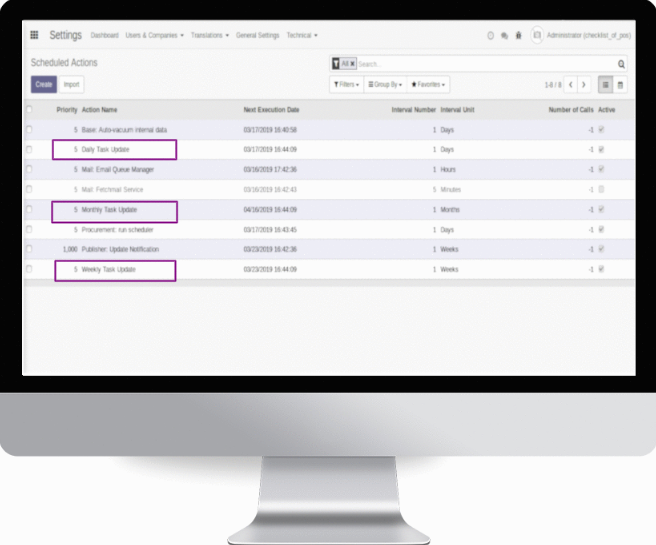 Settings Dashboard Users & Companies Translations General Settings Technical Administrator (checklist_of_pos)
Scheduled Actions All Search...
Create Import Filters Group By Favorites 1-8 / 8
Priority Action Name Next Execution Date Interval Number Interval Unit Number of Calls Active
5 Base: Auto-vacuum internal data 03/17/2019 16:40:58 1 Days -1
5 Daily Task Update 03/17/2019 16:44:09 1 Days -1
5 Mail: Email Queue Manager 03/16/2019 17:42:36 1 Hours -1
5 Mail: Fetchmail Service 03/16/2019 16:42:43 5 Minutes -1
5 Monthly Task Update 04/16/2019 16:44:09 1 Months -1
5 Procurement: run scheduler 03/17/2019 16:43:45 1 Days -1
1,000 Publisher: Update Notification 03/23/2019 16:42:36 1 Weeks -1
5 Weekly Task Update 03/23/2019 16:44:09 1 Weeks -1